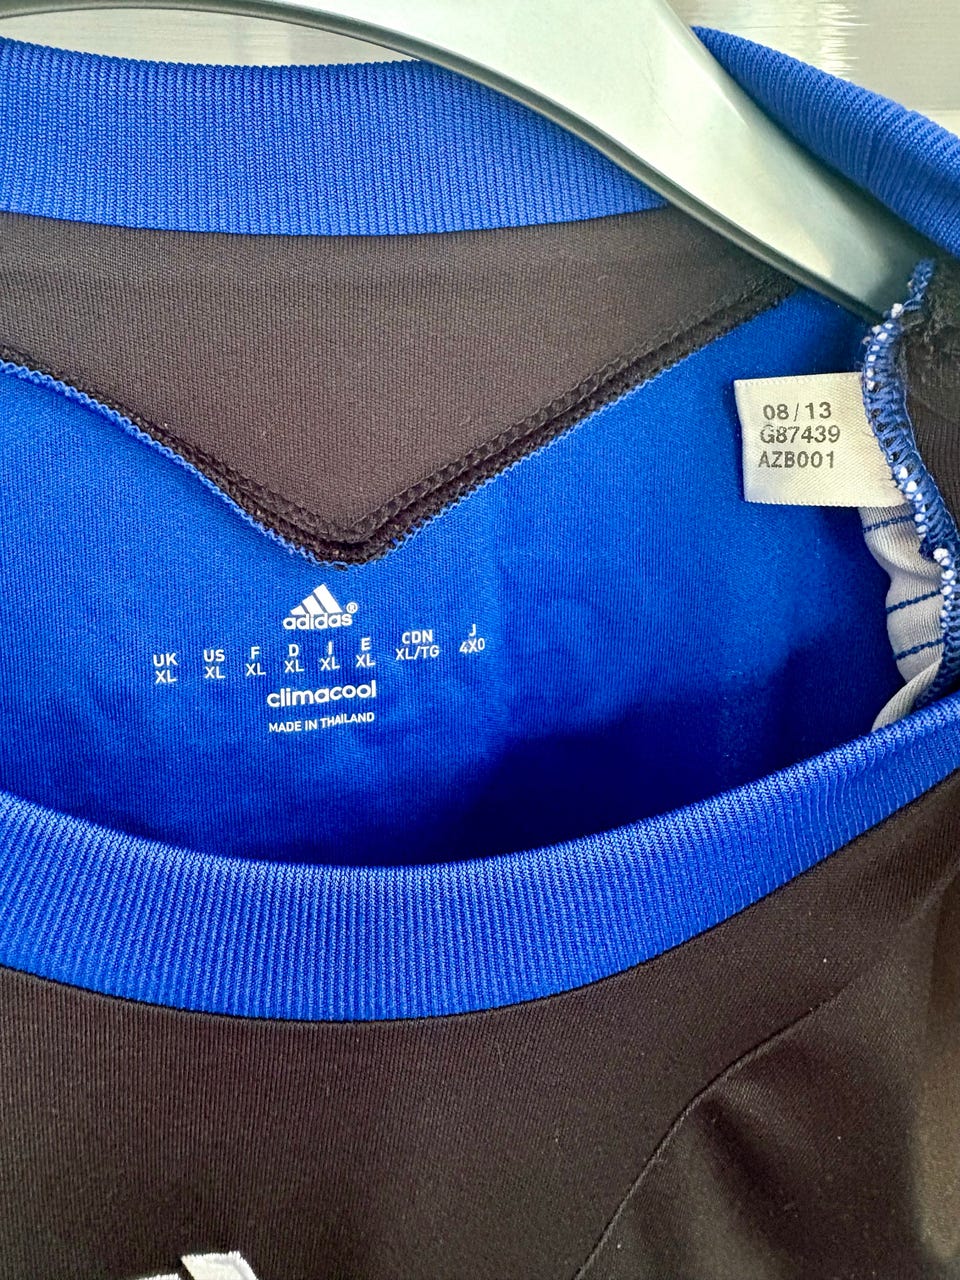 08/13
G87439
AZB001
adidas®
UK US F D I E CDN J
XL XL XL XL XL XL XL/TG 4XO
climacool
MADE IN THAILAND